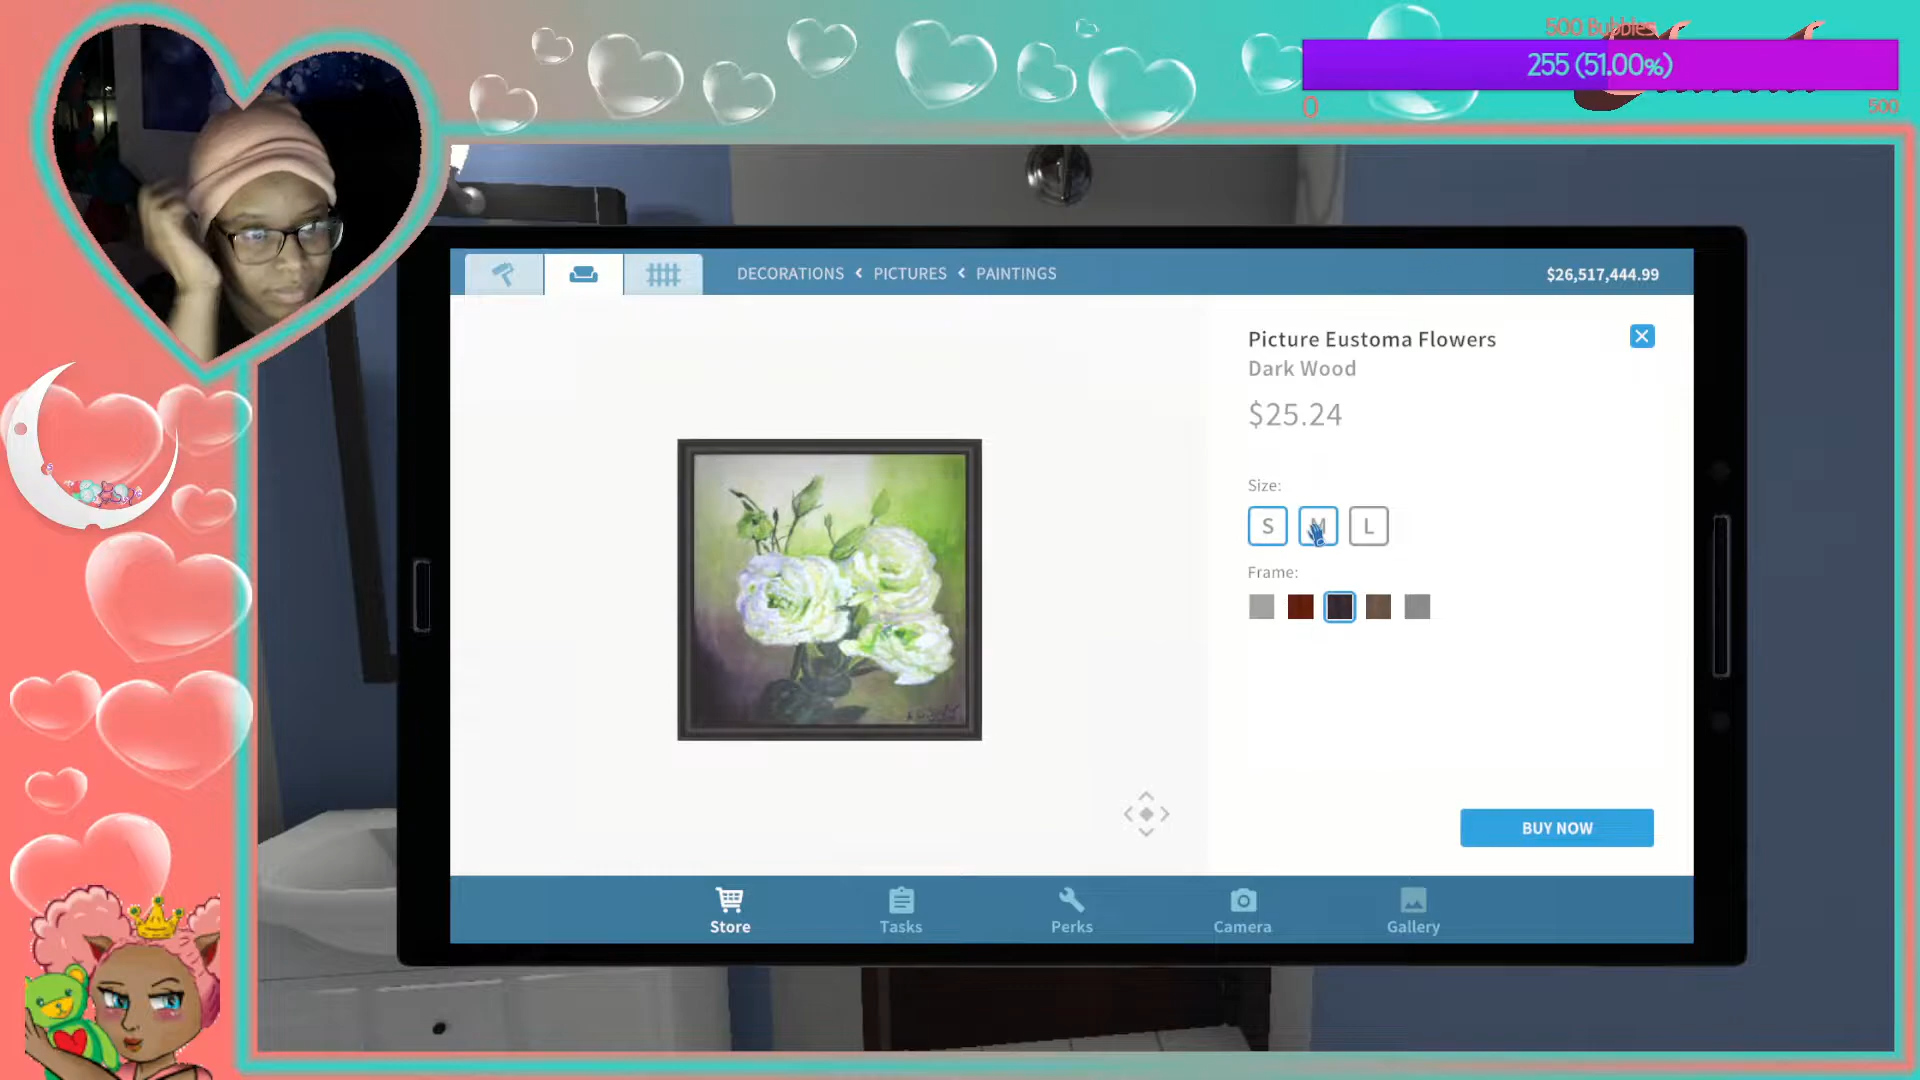 500 Bubbles
255 (51.00%)
0
500
DECORATIONS < PICTURES < PAINTINGS
$26,517,444.99
Picture Eustoma Flowers
Dark Wood
$25.24
Size:
S M L
Frame:
BUY NOW
Store Tasks Perks Camera Gallery